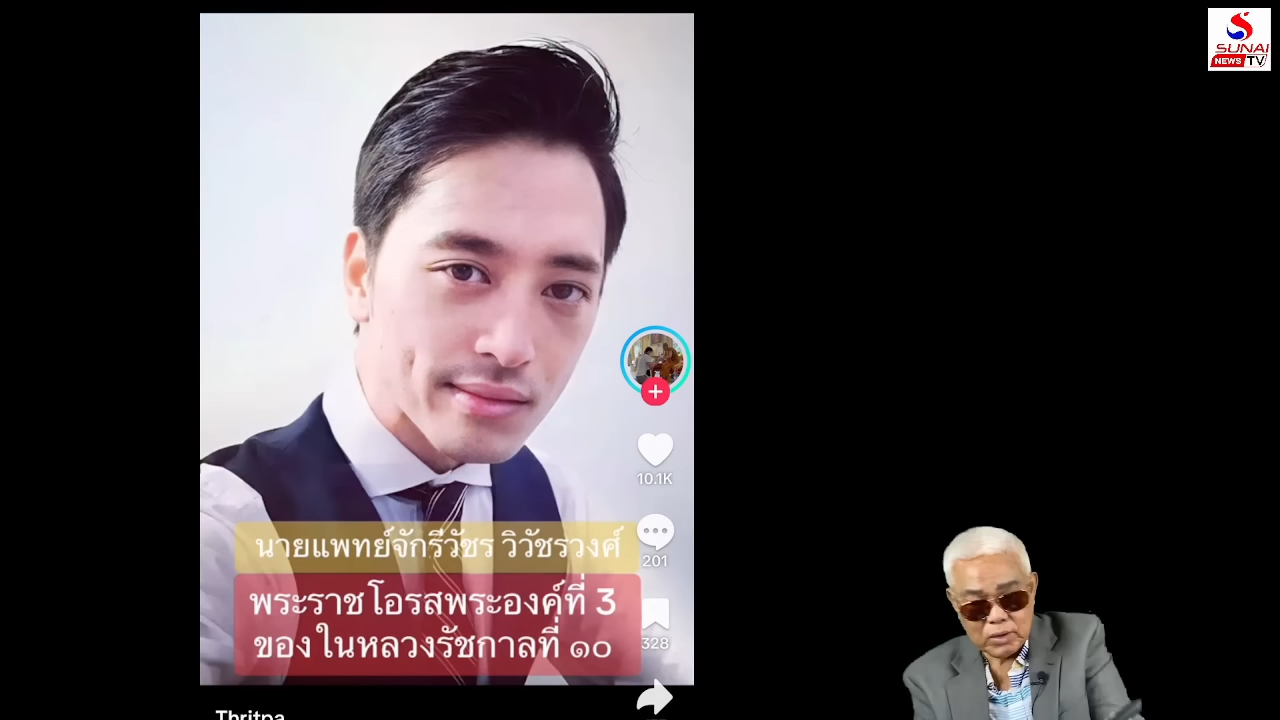 SUNAI
NEWS TV
10.1K
201
นายแพทย์จักรีวัชร วิวัชรวงศ์
พระราชโอรสพระองค์ที่ 3
ของในหลวงรัชกาลที่ ๑๐
328
Thritpa